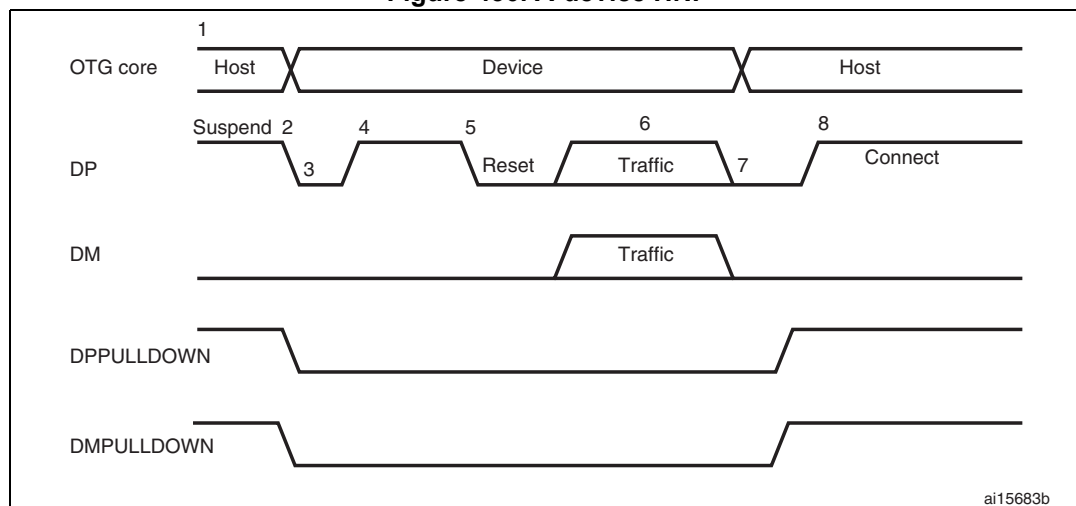 1
OTG core Host Device Host
Suspend 2 4 5 6 8
DP 3 Reset Traffic 7 Connect
DM Traffic
DPPULLDOWN
DMPULLDOWN
ai15683b